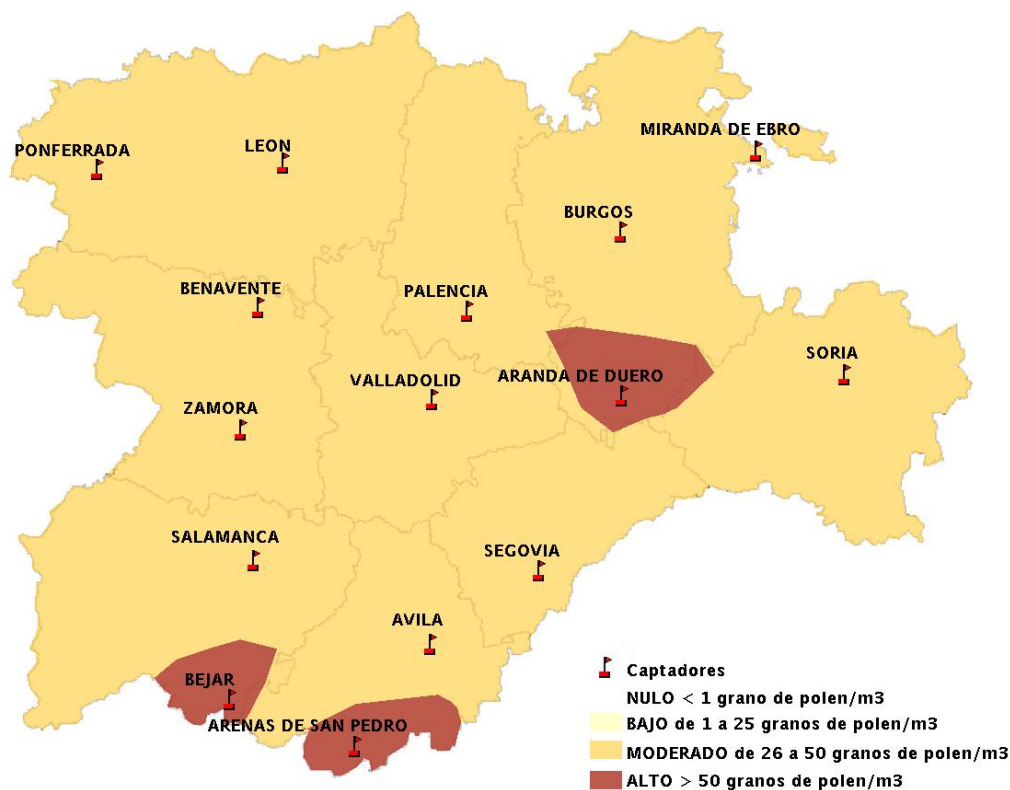 MIRANDA DE EBRO
PONFERRADA
LEON
BURGOS
BENAVENTE
PALENCIA
SORIA
VALLADOLID
ARANDA DE DUERO
ZAMORA
SALAMANCA
SEGOVIA
AVILA
BEJAR
ARENAS DE SAN PEDRO
Captadores
NULO < 1 grano de polen/m3
BAJO de 1 a 25 granos de polen/m3
MODERADO de 26 a 50 granos de polen/m3
ALTO > 50 granos de polen/m3